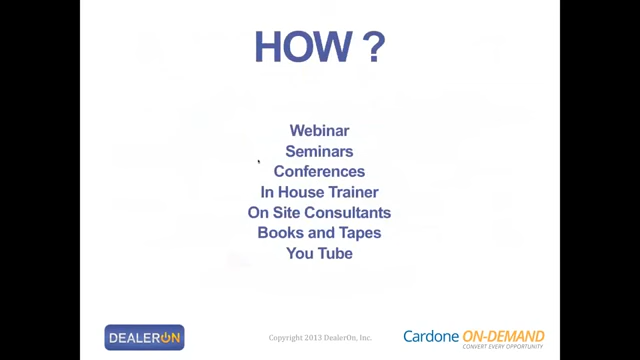 HOW ?
Webinar
Seminars
Conferences
In House Trainer
On Site Consultants
Books and Tapes
You Tube
DEALERON
Copyright 2013 DealerOn, Inc.
Cardone ON-DEMAND
CONVERT EVERY OPPORTUNITY